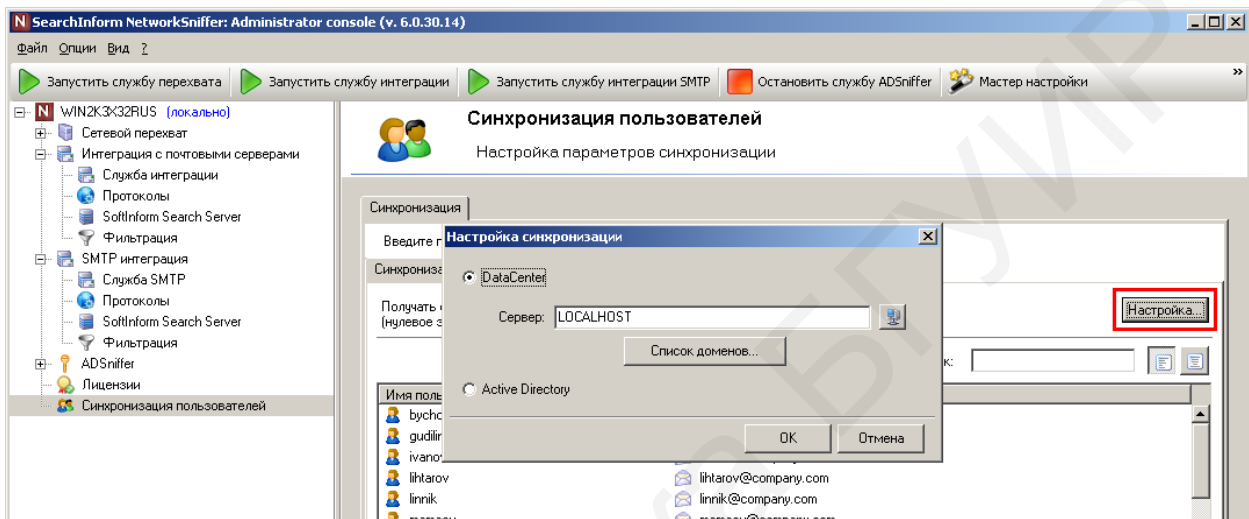 SearchInform NetworkSniffer: Administrator console (v. 6.0.30.14)
Файл Опции Вид ?
Запустить службу перехвата Запустить службу интеграции Запустить службу интеграции SMTP Остановить службу ADSniffer Мастер настройки »
WIN2K3X32RUS (локально)
Сетевой перехват
Интеграция с почтовыми серверами
Служба интеграции
Протоколы
SoftInform Search Server
Фильтрация
SMTP интеграция
Служба SMTP
Протоколы
SoftInform Search Server
Фильтрация
ADSniffer
Лицензии
Синхронизация пользователей
Синхронизация пользователей
Настройка параметров синхронизации
Синхронизация
Введите
Синхрониза
Получать
(нулевое
Настройка...
к:
Имя поль
bycho
gudilin
ivano
lihtarov lihtarov@company.com
linnik linnik@company.com
Настройка синхронизации
DataCenter
Сервер: LOCALHOST
Список доменов...
Active Directory
OK Отмена
БГУИР